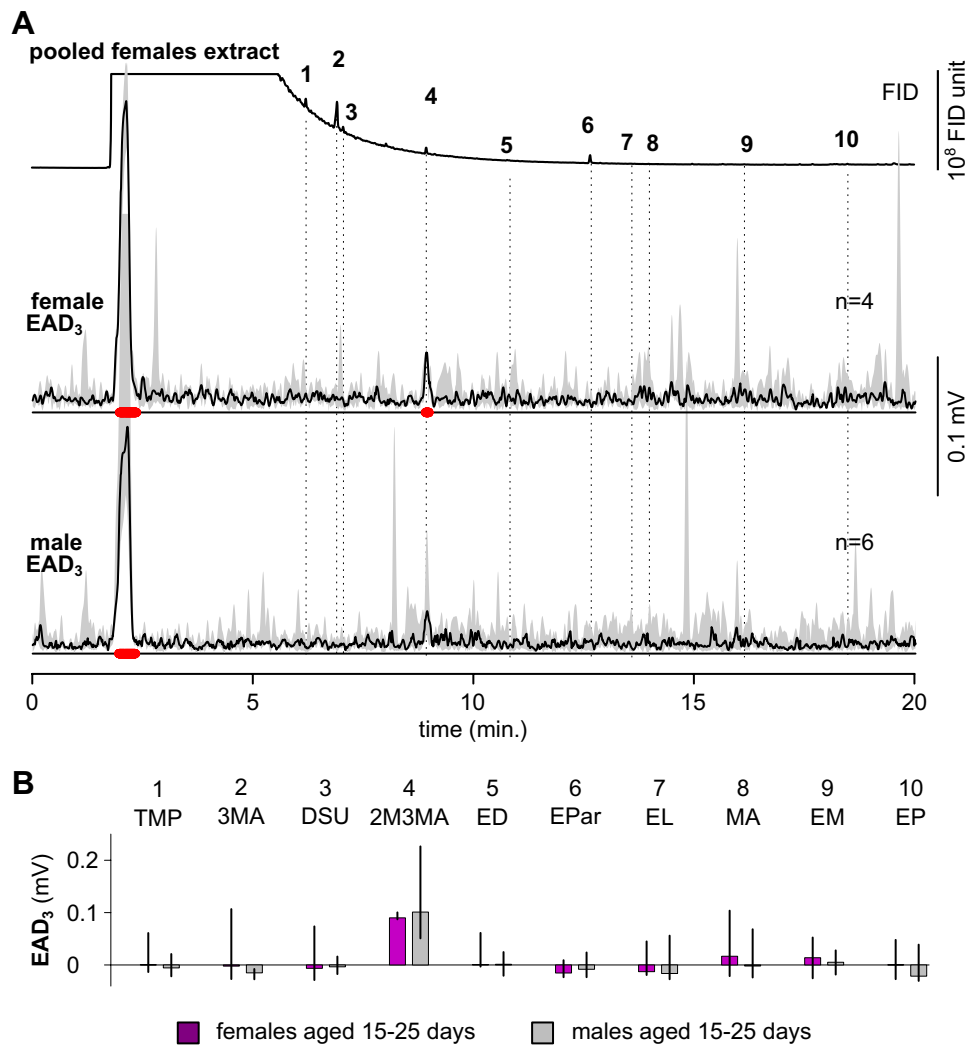 A
pooled females extract
1 2 3 4 5 6 7 8 9 10
FID
10⁸ FID unit
female
EAD₃
n=4
0.1 mV
male
EAD₃
n=6
0 5 10 15 20
time (min.)
B
1 2 3 4 5 6 7 8 9 10
TMP 3MA DSU 2M3MA ED EPar EL MA EM EP
EAD₃ (mV)
0.2
0.1
0
females aged 15-25 days
males aged 15-25 days